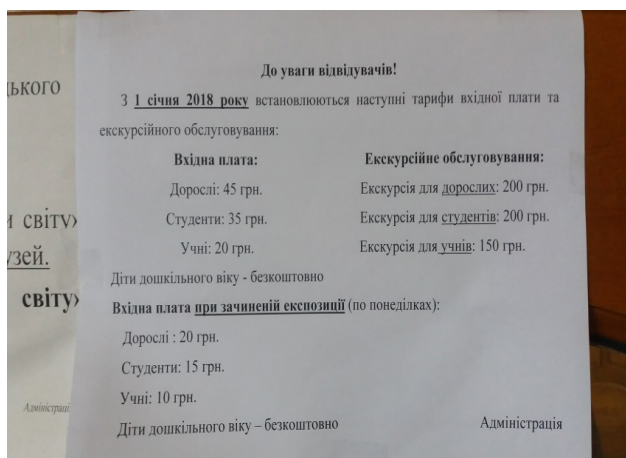 До уваги відвідувачів!
З 1 січня 2018 року встановлюються наступні тарифи вхідної плати та
екскурсійного обслуговування:
Вхідна плата:
Екскурсійне обслуговування:
Дорослі: 45 грн.
Екскурсія для дорослих: 200 грн.
Студенти: 35 грн.
Екскурсія для студентів: 200 грн.
Учні: 20 грн.
Екскурсія для учнів: 150 грн.
Діти дошкільного віку - безкоштовно
Вхідна плата при зачиненій експозиції (по понеділках):
Дорослі : 20 грн.
Студенти: 15 грн.
Учні: 10 грн.
Діти дошкільного віку – безкоштовно
Адміністрація
світу»
світу»